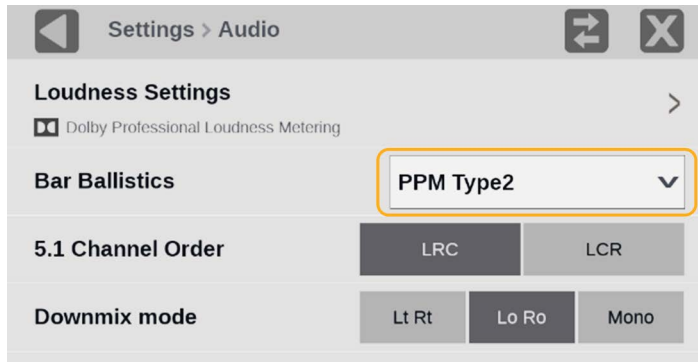 Settings > Audio
Loudness Settings
>
Dolby Professional Loudness Metering
Bar Ballistics
PPM Type2
5.1 Channel Order
LRC LCR
Downmix mode
Lt Rt Lo Ro Mono